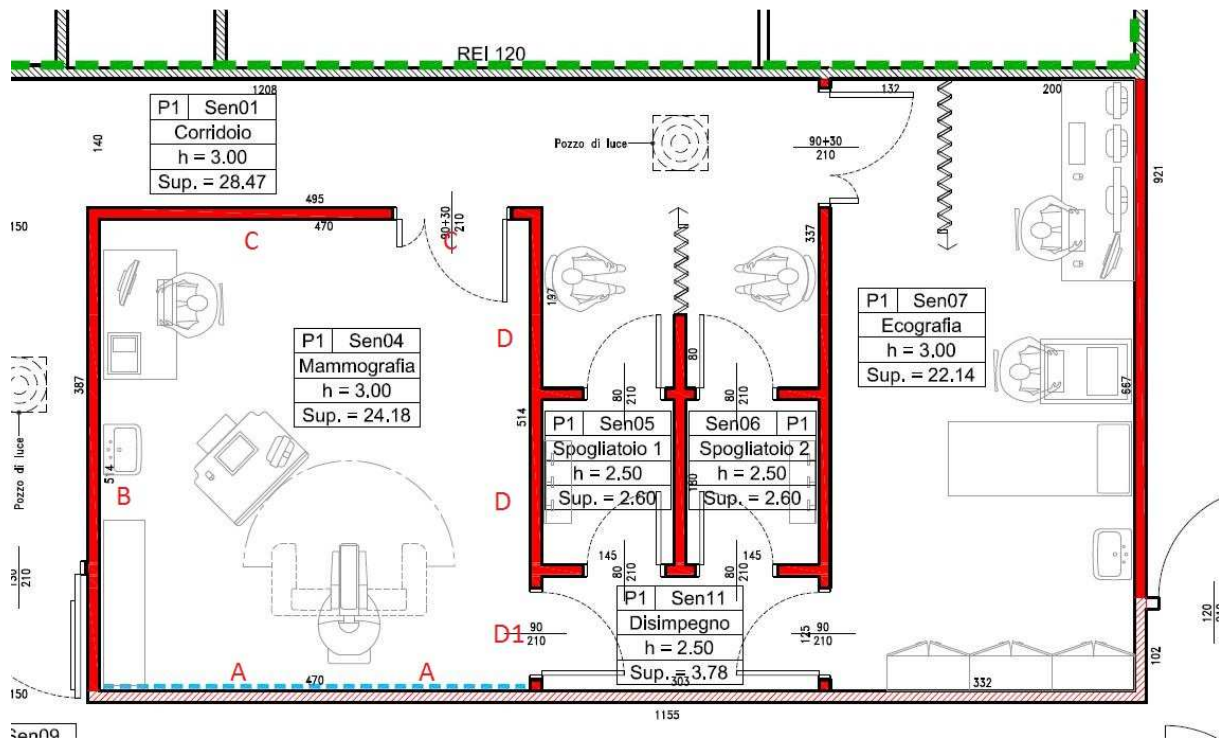 REI 120
1208
132
200
P1 Sen01
Corridoio
h = 3.00
Sup. = 28.47
140
Pozzo di luce
90+30
210
921
495
470
90+30
210
337
150
C
C
197
P1 Sen07
Ecografia
h = 3.00
Sup. = 22.14
P1 Sen04
Mammografia
h = 3.00
Sup. = 24.18
D
80
387
667
80
210
80
210
514
P1 Sen05
Spogliatoio 1
h = 2.50
Sup. = 2.60
Sen06 P1
Spogliatoio 2
h = 2.50
Sup. = 2.60
180
Pozzo di luce
514
B
D
145
80
210
145
80
210
210
P1 Sen11
Disimpegno
h = 2.50
Sup. = 3.78
303
D1
90
210
125
90
210
120
102
A
A
470
332
150
1155
Sen09